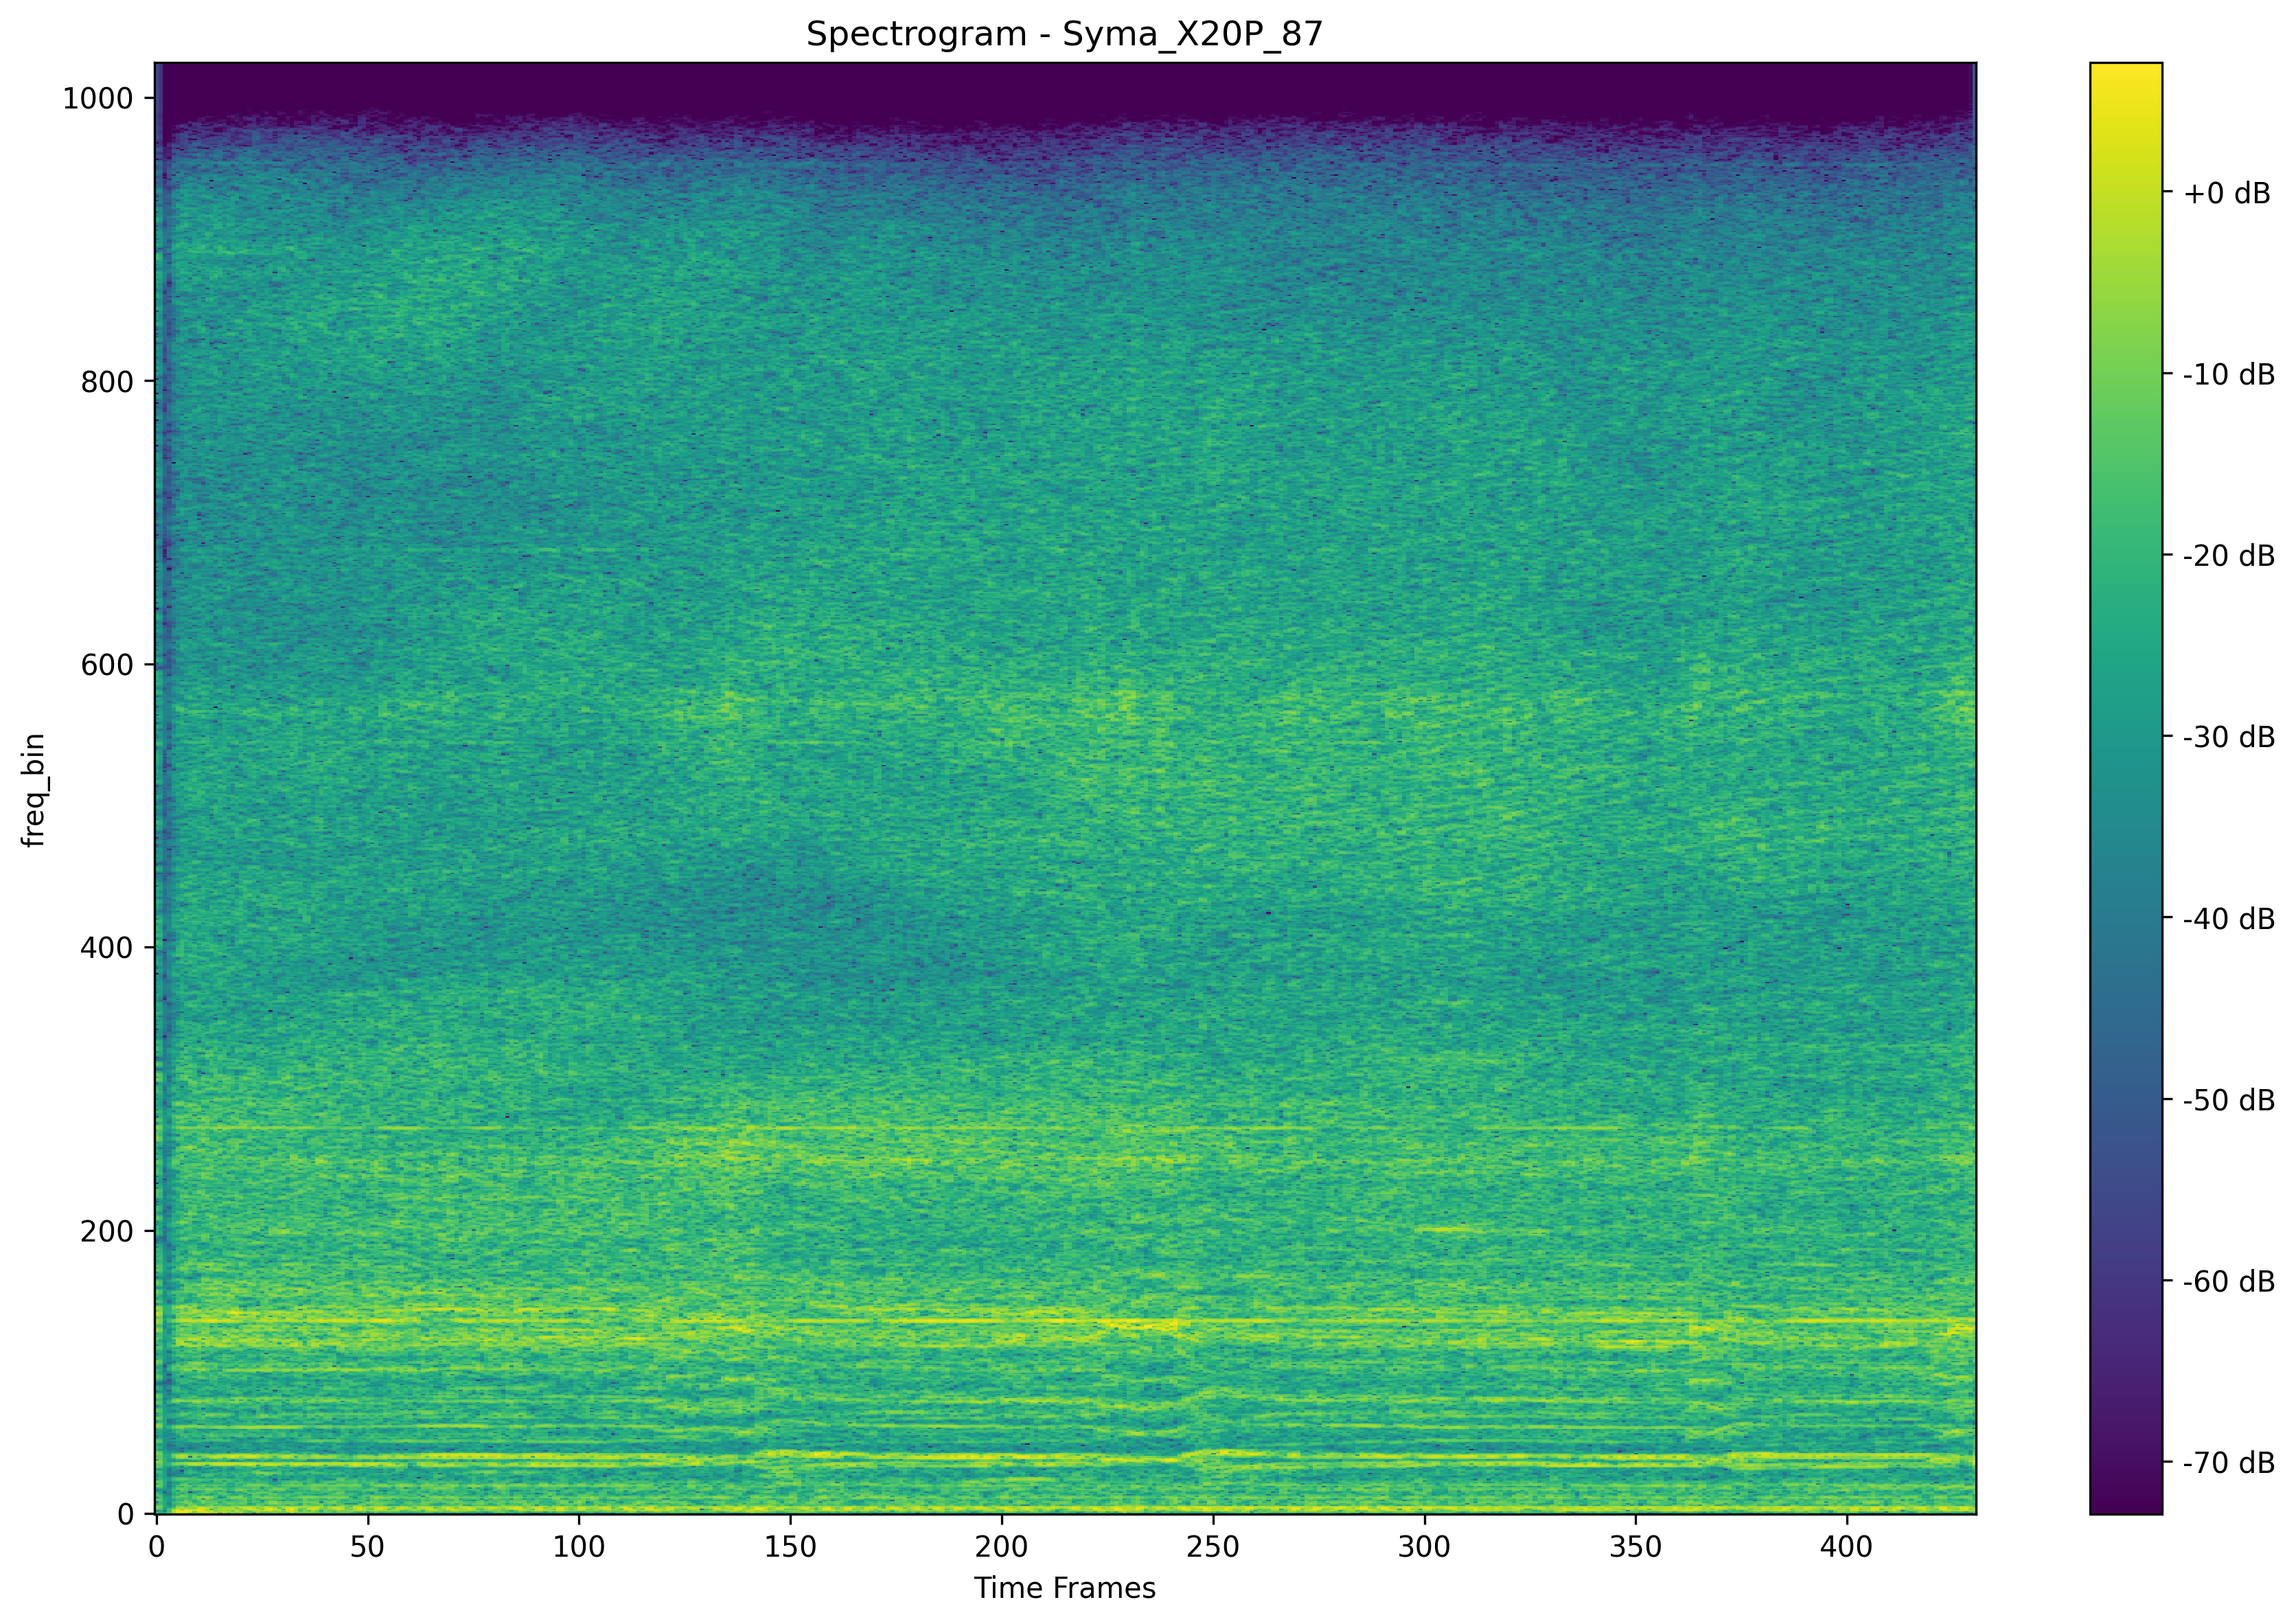 Spectrogram - Syma_X20P_87
1000
800
600
400
200
0
freq_bin
0 50 100 150 200 250 300 350 400
Time Frames
+0 dB
-10 dB
-20 dB
-30 dB
-40 dB
-50 dB
-60 dB
-70 dB